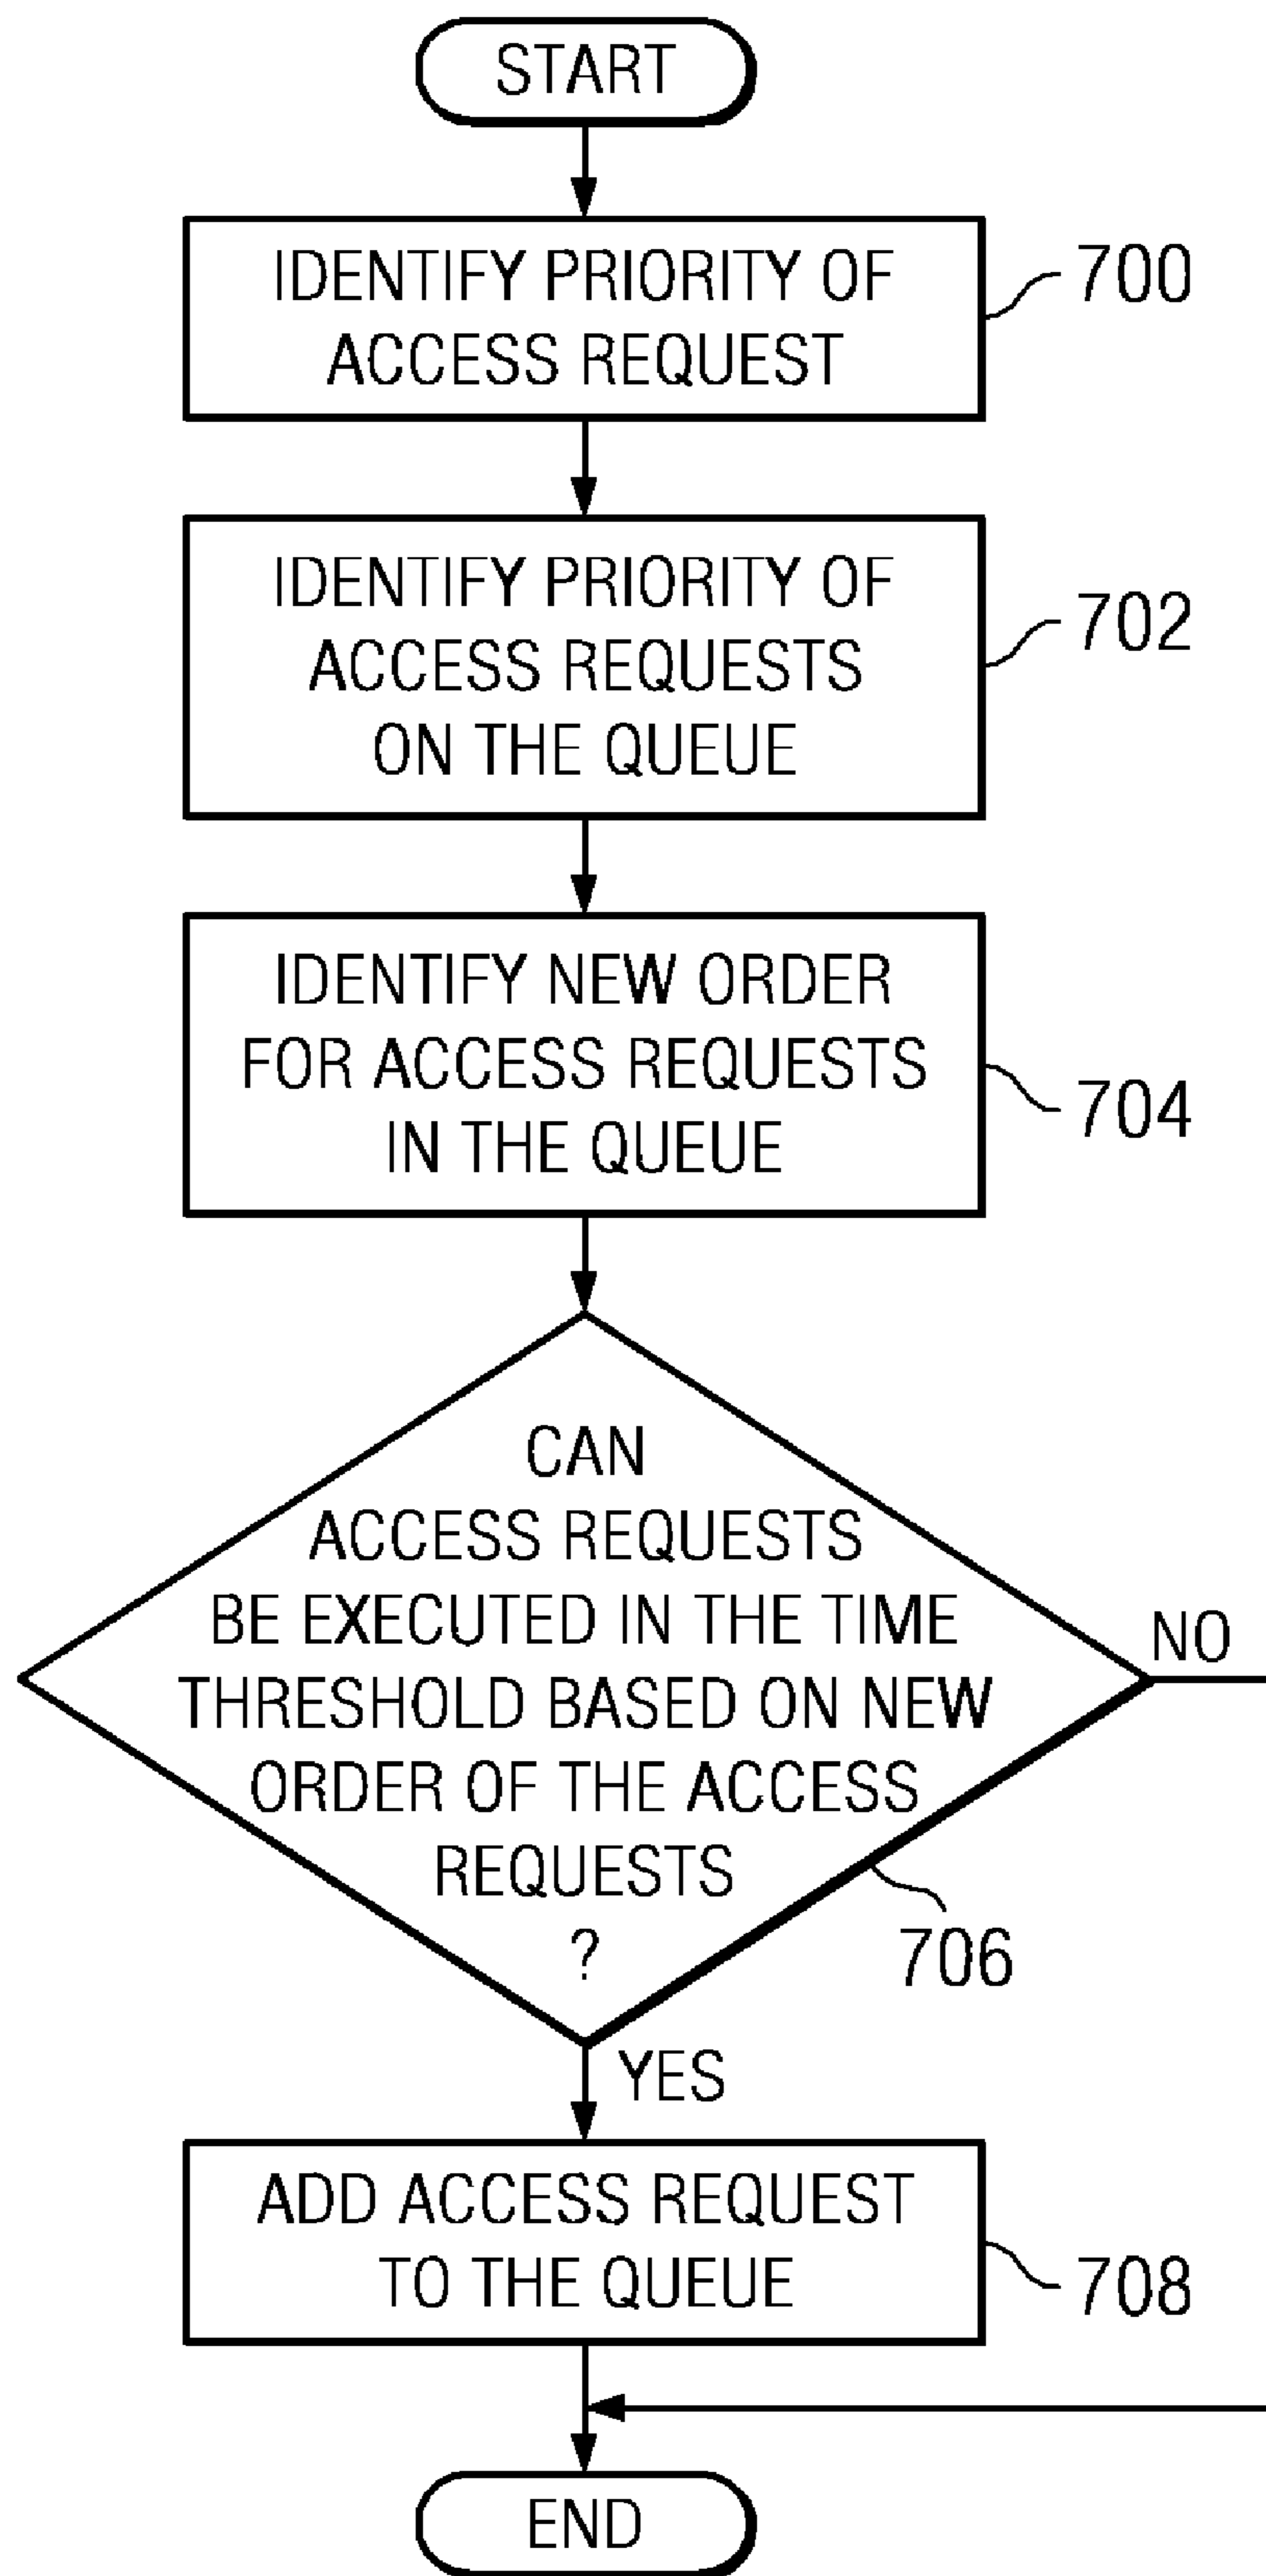 START
IDENTIFY PRIORITY OF
ACCESS REQUEST
700
IDENTIFY PRIORITY OF
ACCESS REQUESTS
ON THE QUEUE
702
IDENTIFY NEW ORDER
FOR ACCESS REQUESTS
IN THE QUEUE
704
CAN
ACCESS REQUESTS
BE EXECUTED IN THE TIME
THRESHOLD BASED ON NEW
ORDER OF THE ACCESS
REQUESTS
?
NO
706
YES
ADD ACCESS REQUEST
TO THE QUEUE
708
END